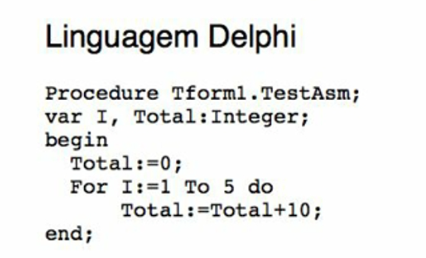 Linguagem Delphi
Procedure Tform1.TestAsm;
var I, Total:Integer;
begin
Total:=0;
For I:=1 To 5 do
Total:=Total+10;
end;